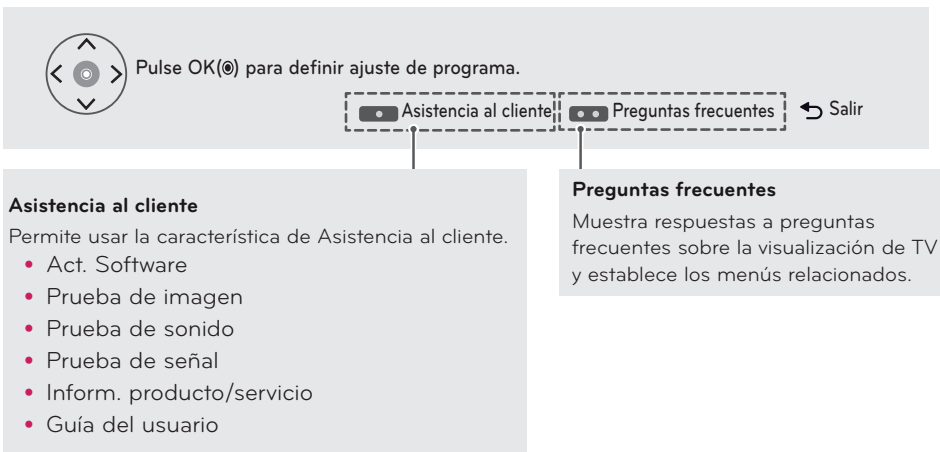 Pulse OK(◉) para definir ajuste de programa.
Asistencia al cliente
Preguntas frecuentes
Salir
Asistencia al cliente
Permite usar la característica de Asistencia al cliente.
• Act. Software
• Prueba de imagen
• Prueba de sonido
• Prueba de señal
• Inform. producto/servicio
• Guía del usuario
Preguntas frecuentes
Muestra respuestas a preguntas
frecuentes sobre la visualización de TV
y establece los menús relacionados.